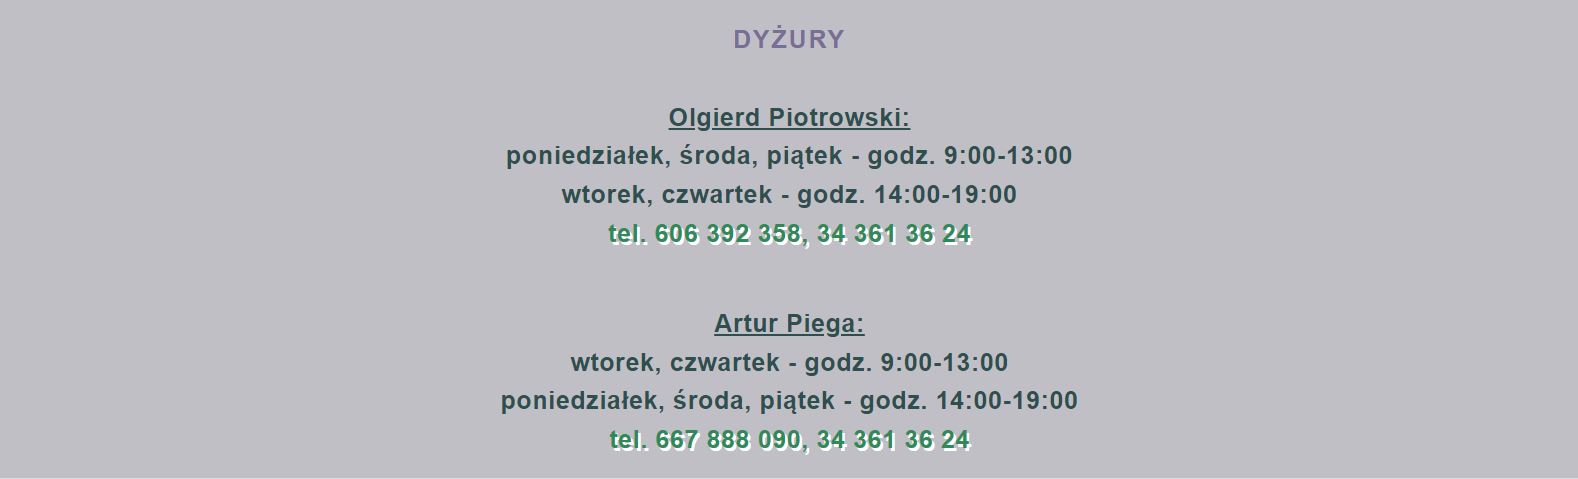 DYŻURY
Olgierd Piotrowski:
poniedziałek, środa, piątek - godz. 9:00-13:00
wtorek, czwartek - godz. 14:00-19:00
tel. 606 392 358, 34 361 36 24
Artur Piega:
wtorek, czwartek - godz. 9:00-13:00
poniedziałek, środa, piątek - godz. 14:00-19:00
tel. 667 888 090, 34 361 36 24